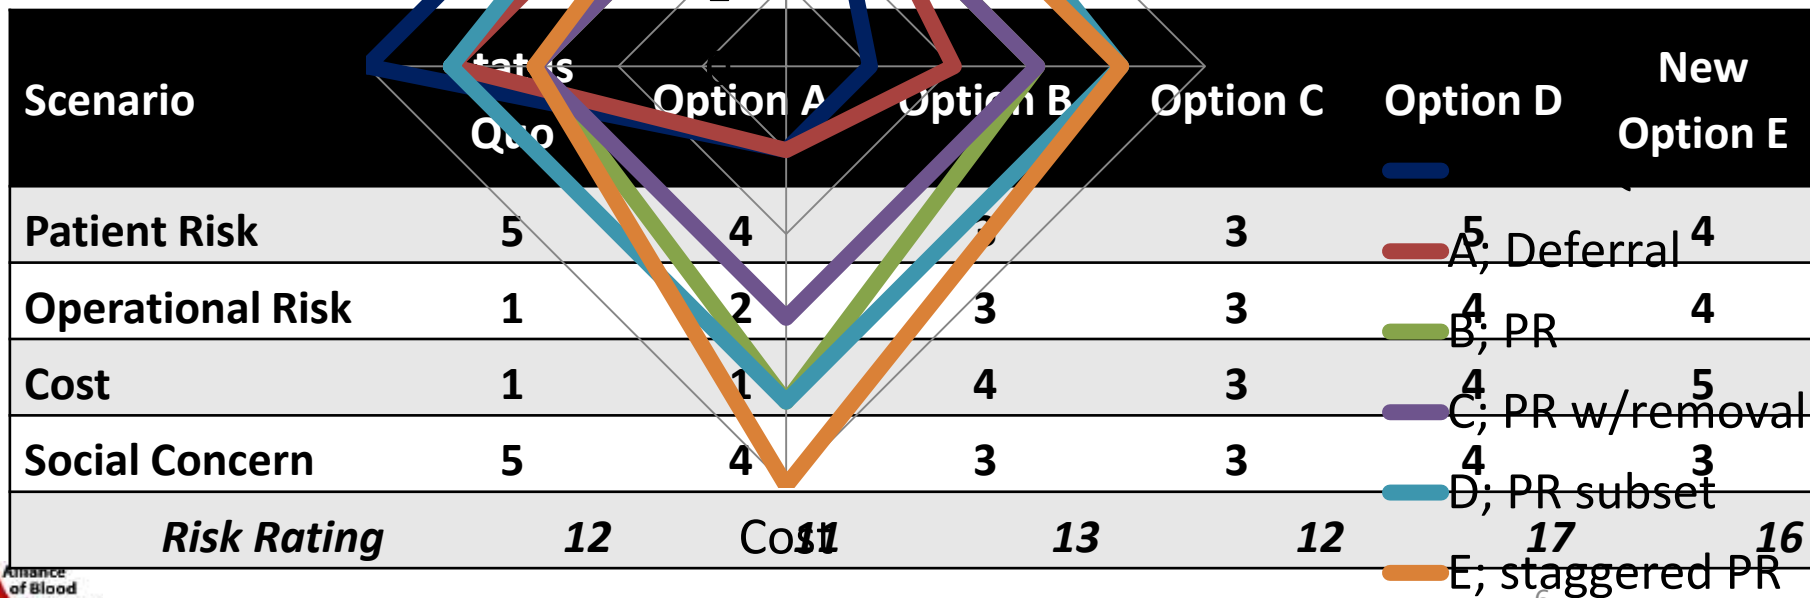 Scenario Status Quo Option A Option B Option C Option D New Option E
Patient Risk 5 4 3 3 5 4
Operational Risk 1 2 3 3 4 4
Cost 1 1 4 3 4 5
Social Concern 5 4 3 3 4 3
Risk Rating 12 11 13 12 17 16
Cost
A; Deferral
B; PR
C; PR w/removal
D; PR subset
E; staggered PR
Alliance
of Blood
6